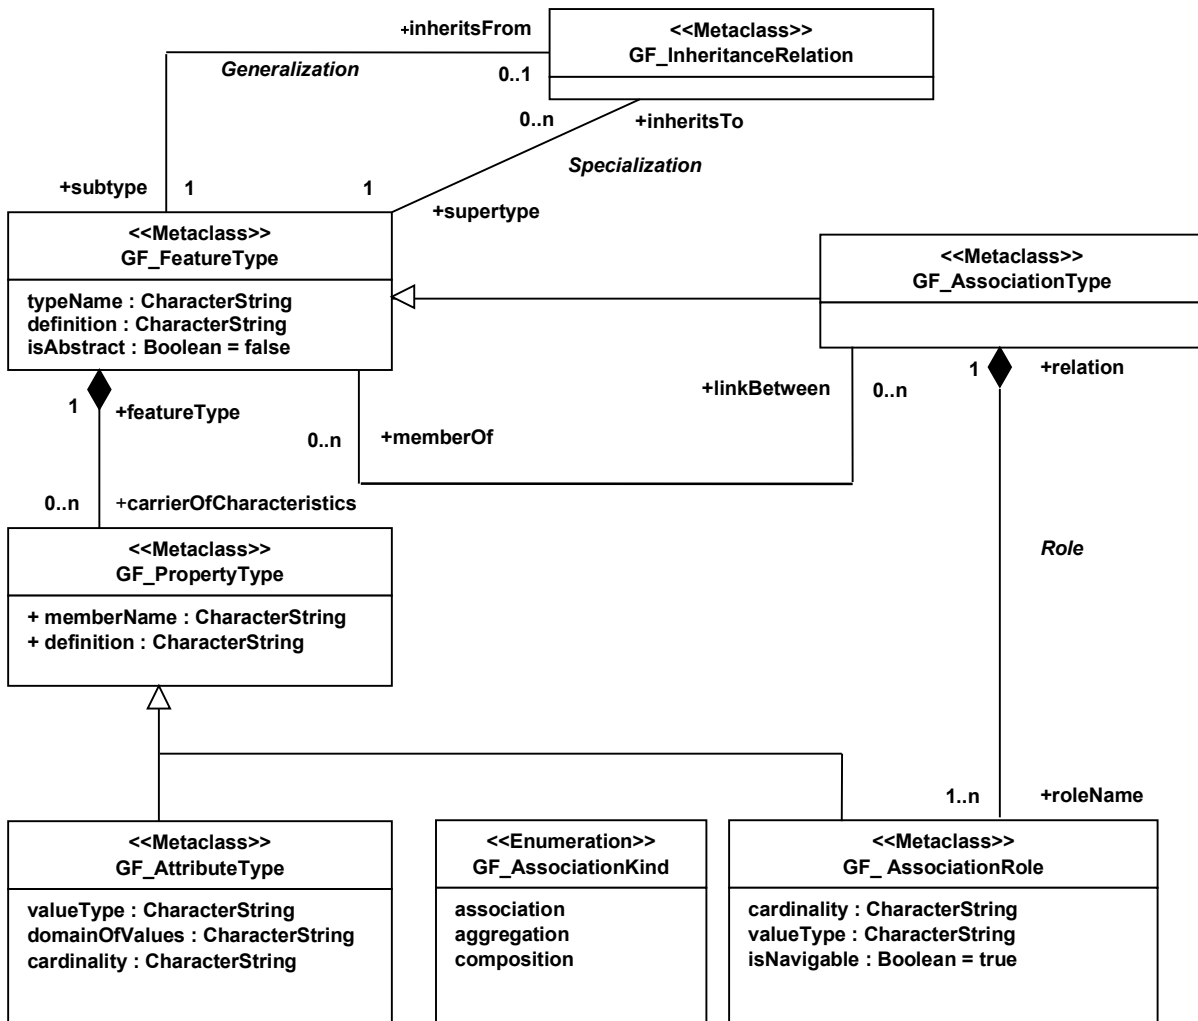 +inheritsFrom
<<Metaclass>>
GF_InheritanceRelation
Generalization
0..1
0..n
+inheritsTo
Specialization
+subtype
1
1
+supertype
<<Metaclass>>
GF_FeatureType
typeName : CharacterString
definition : CharacterString
isAbstract : Boolean = false
<<Metaclass>>
GF_AssociationType
1
+featureType
+linkBetween
0..n
1
+relation
0..n
+memberOf
0..n
+carrierOfCharacteristics
<<Metaclass>>
GF_PropertyType
+ memberName : CharacterString
+ definition : CharacterString
Role
1..n
+roleName
<<Metaclass>>
GF_AttributeType
valueType : CharacterString
domainOfValues : CharacterString
cardinality : CharacterString
<<Enumeration>>
GF_AssociationKind
association
aggregation
composition
<<Metaclass>>
GF_ AssociationRole
cardinality : CharacterString
valueType : CharacterString
isNavigable : Boolean = true